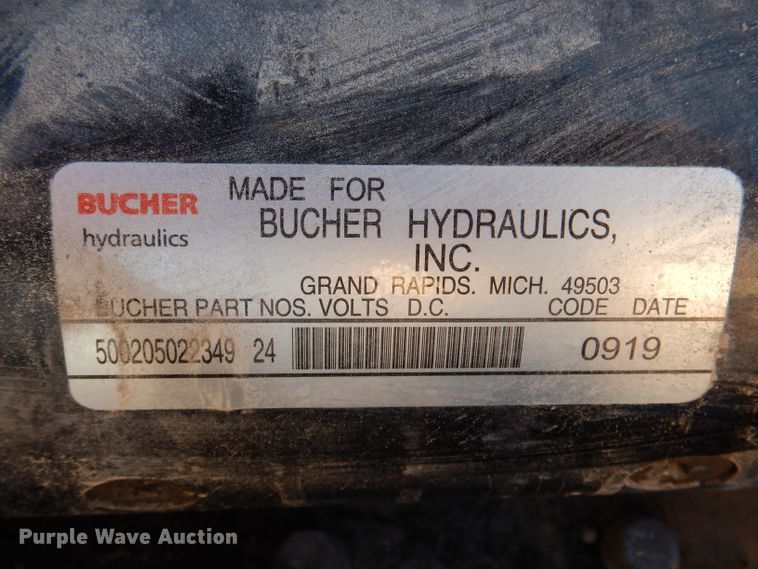 BUCHER
hydraulics
MADE FOR
BUCHER HYDRAULICS,
INC.
GRAND RAPIDS. MICH. 49503
BUCHER PART NOS. VOLTS D.C. CODE DATE
500205022349 24 0919
Purple Wave Auction